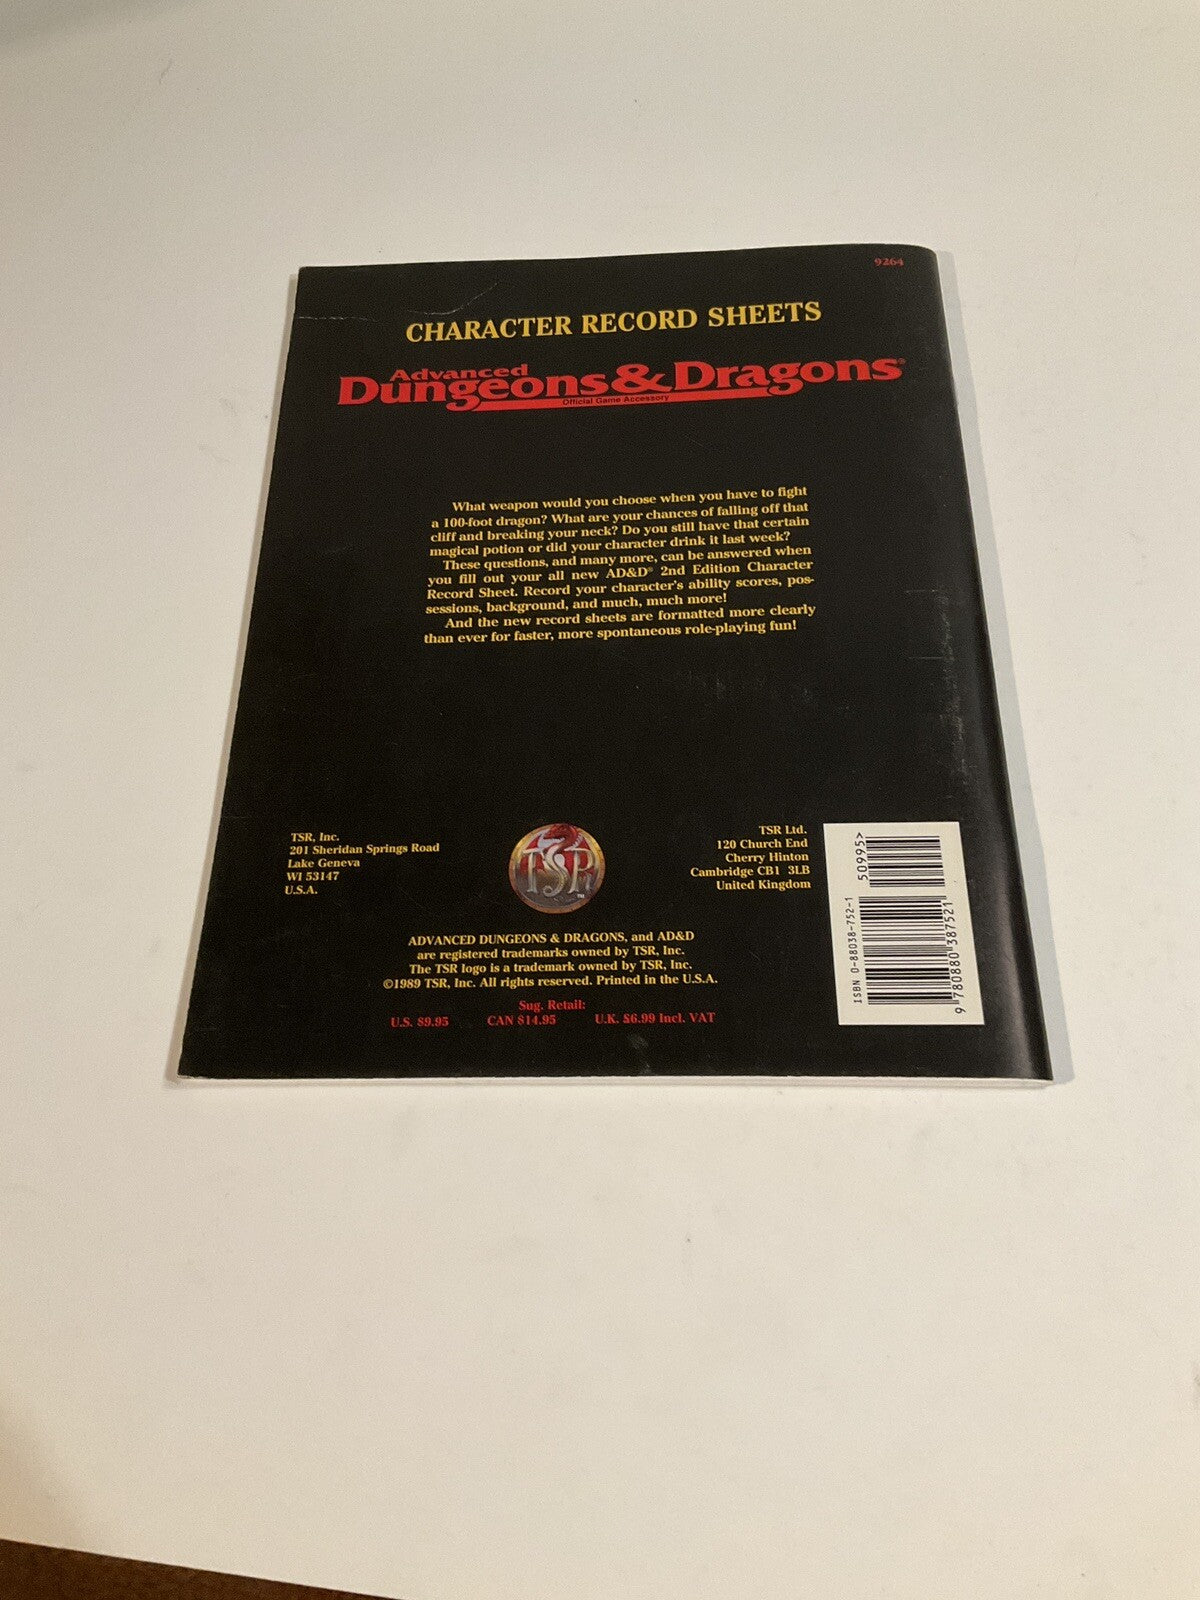 9264
CHARACTER RECORD SHEETS
Advanced
Dungeons & Dragons®
Official Game Accessory
What weapon would you choose when you have to fight
a 100-foot dragon? What are your chances of falling off that
cliff and breaking your neck? Do you still have that certain
magical potion or did your character drink it last week?
These questions, and many more, can be answered when
you fill out your all new AD&D® 2nd Edition Character
Record Sheet. Record your character's ability scores, pos-
sessions, background, and much, much more!
And the new record sheets are formatted more clearly
than ever for faster, more spontaneous role-playing fun!
TSR, Inc.
201 Sheridan Springs Road
Lake Geneva
WI 53147
U.S.A.
TSR™
TSR Ltd.
120 Church End
Cherry Hinton
Cambridge CB1 3LB
United Kingdom
ADVANCED DUNGEONS & DRAGONS, and AD&D
are registered trademarks owned by TSR, Inc.
The TSR logo is a trademark owned by TSR, Inc.
©1989 TSR, Inc. All rights reserved. Printed in the U.S.A.
Sug. Retail:
U.S. $9.95 CAN $14.95 U.K. £6.99 Incl. VAT
ISBN 0-88038-752-1
50995>
9 780880 387521